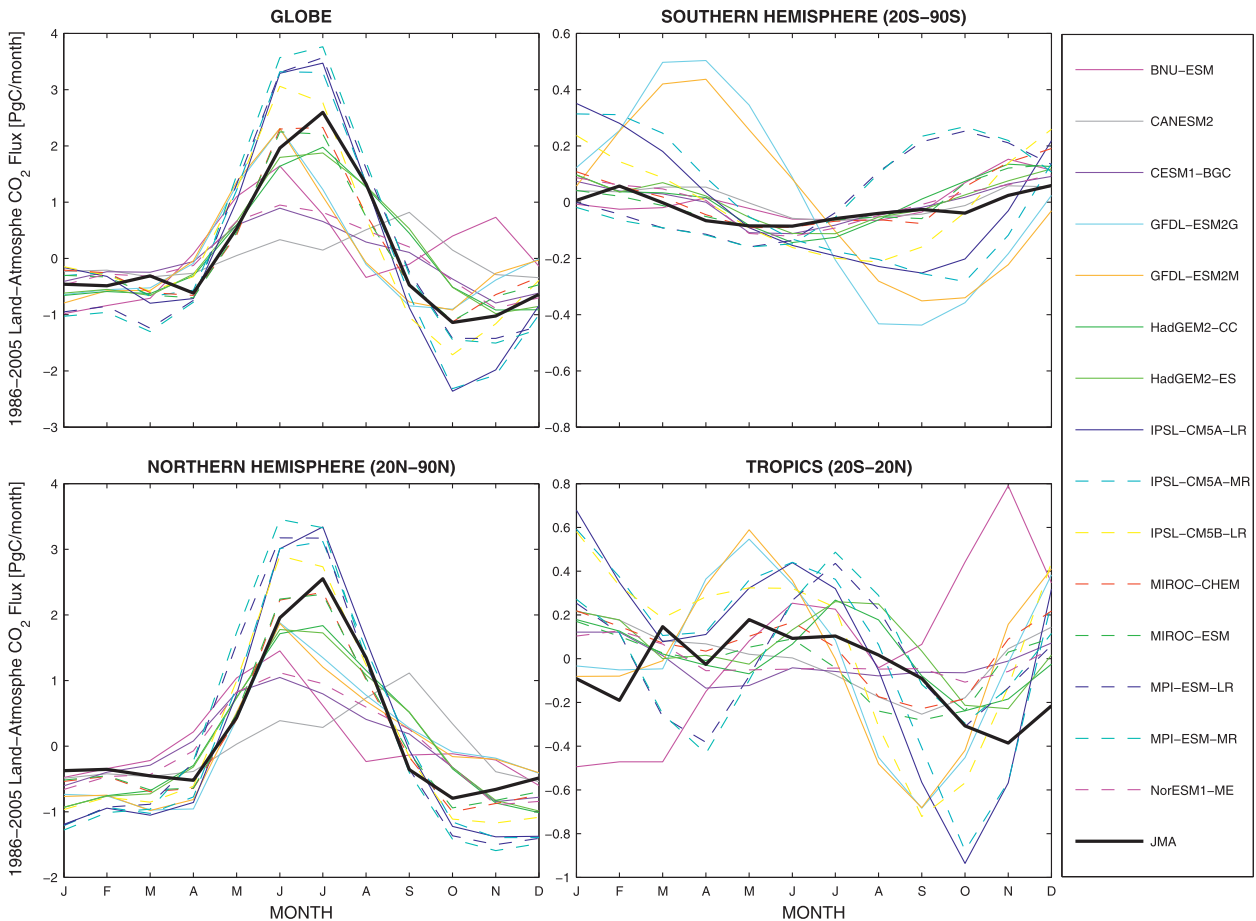 GLOBE
SOUTHERN HEMISPHERE (20S−90S)
1986−2005 Land−Atmosphe CO2 Flux [PgC/month]
4
3
2
1
0
−1
−2
−3
0.6
0.4
0.2
0
−0.2
−0.4
−0.6
−0.8
NORTHERN HEMISPHERE (20N−90N)
TROPICS (20S−20N)
1986−2005 Land−Atmosphe CO2 Flux [PgC/month]
4
3
2
1
0
−1
−2
J F M A M J J A S O N D
MONTH
0.8
0.6
0.4
0.2
0
−0.2
−0.4
−0.6
−0.8
−1
J F M A M J J A S O N D
MONTH
BNU−ESM
CANESM2
CESM1−BGC
GFDL−ESM2G
GFDL−ESM2M
HadGEM2−CC
HadGEM2−ES
IPSL−CM5A−LR
IPSL−CM5A−MR
IPSL−CM5B−LR
MIROC−CHEM
MIROC−ESM
MPI−ESM−LR
MPI−ESM−MR
NorESM1−ME
JMA